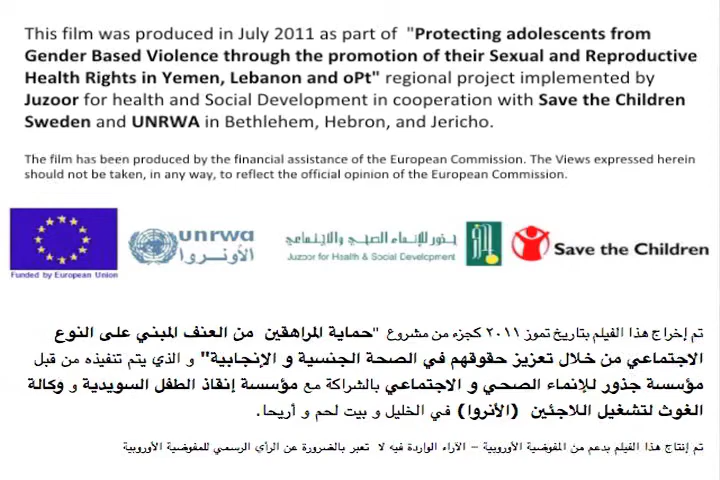 This film was produced in July 2011 as part of "Protecting adolescents from
Gender Based Violence through the promotion of their Sexual and Reproductive
Health Rights in Yemen, Lebanon and oPt" regional project implemented by
Juzoor for health and Social Development in cooperation with Save the Children
Sweden and UNRWA in Bethlehem, Hebron, and Jericho.
The film has been produced by the financial assistance of the European Commission. The Views expressed herein
should not be taken, in any way, to reflect the official opinion of the European Commission.
Funded by European Union
unrwa
الأونروا
جذور للإنماء الصحي والاجتماعي
Juzoor for Health & Social Development
Save the Children
تم إخراج هذا الفيلم بتاريخ تموز ٢٠١١ كجزء من مشروع "حماية المراهقين من العنف المبني على النوع
الاجتماعي من خلال تعزيز حقوقهم في الصحة الجنسية و الإنجابية" و الذي يتم تنفيذه من قبل
مؤسسة جذور للإنماء الصحي و الاجتماعي بالشراكة مع مؤسسة إنقاذ الطفل السويدية و وكالة
الغوث لتشغيل اللاجئين (الأنروا) في الخليل و بيت لحم و أريحا.
تم إنتاج هذا الفيلم بدعم من المفوضية الأوروبية – الآراء الواردة فيه لا تعبر بالضرورة عن الرأي الرسمي للمفوضية الأوروبية